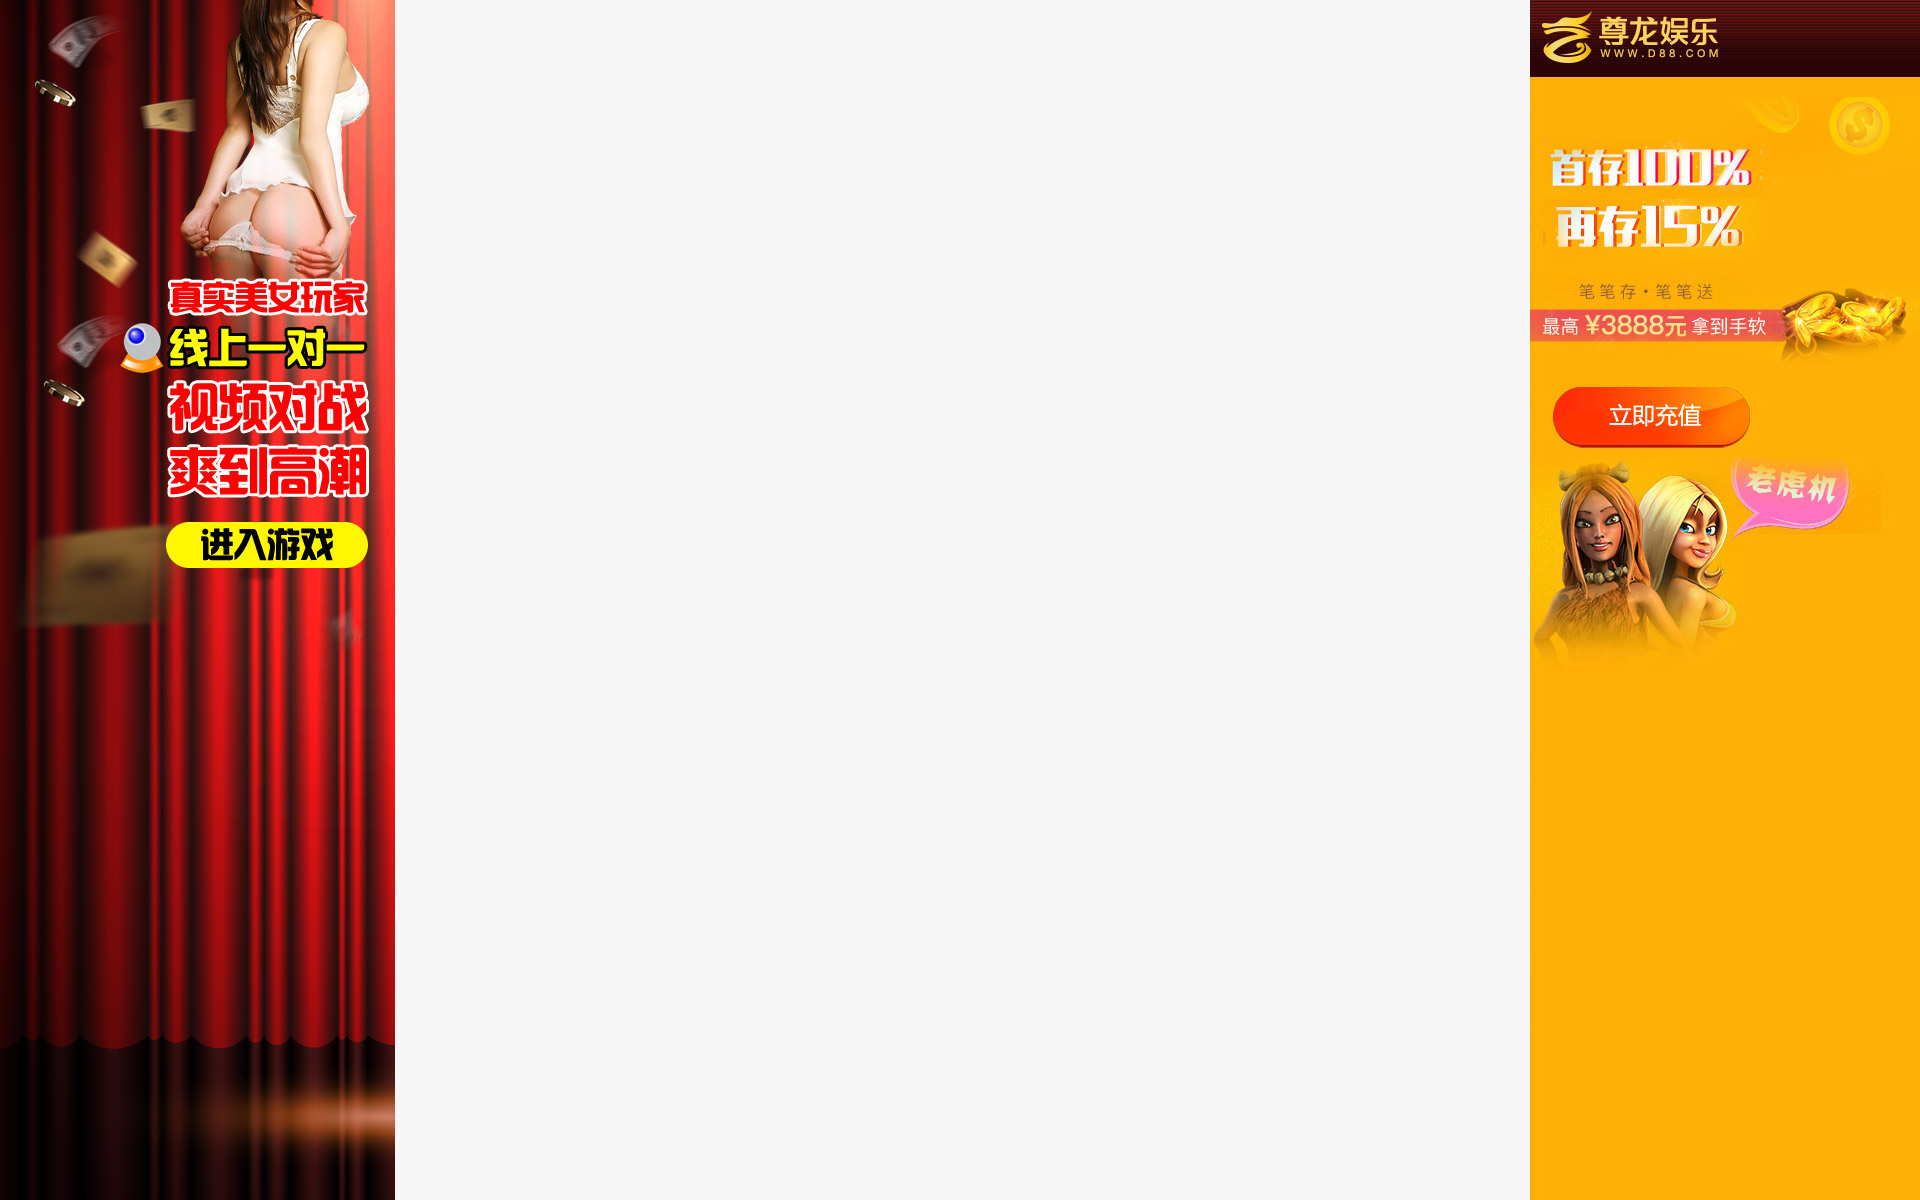 真实美女玩家
线上一对一
视频对战
爽到高潮
进入游戏
尊龙娱乐
WWW.D88.COM
首存100%
再存15%
笔笔存·笔笔送
最高 ¥3888元 拿到手软
立即充值
老虎机